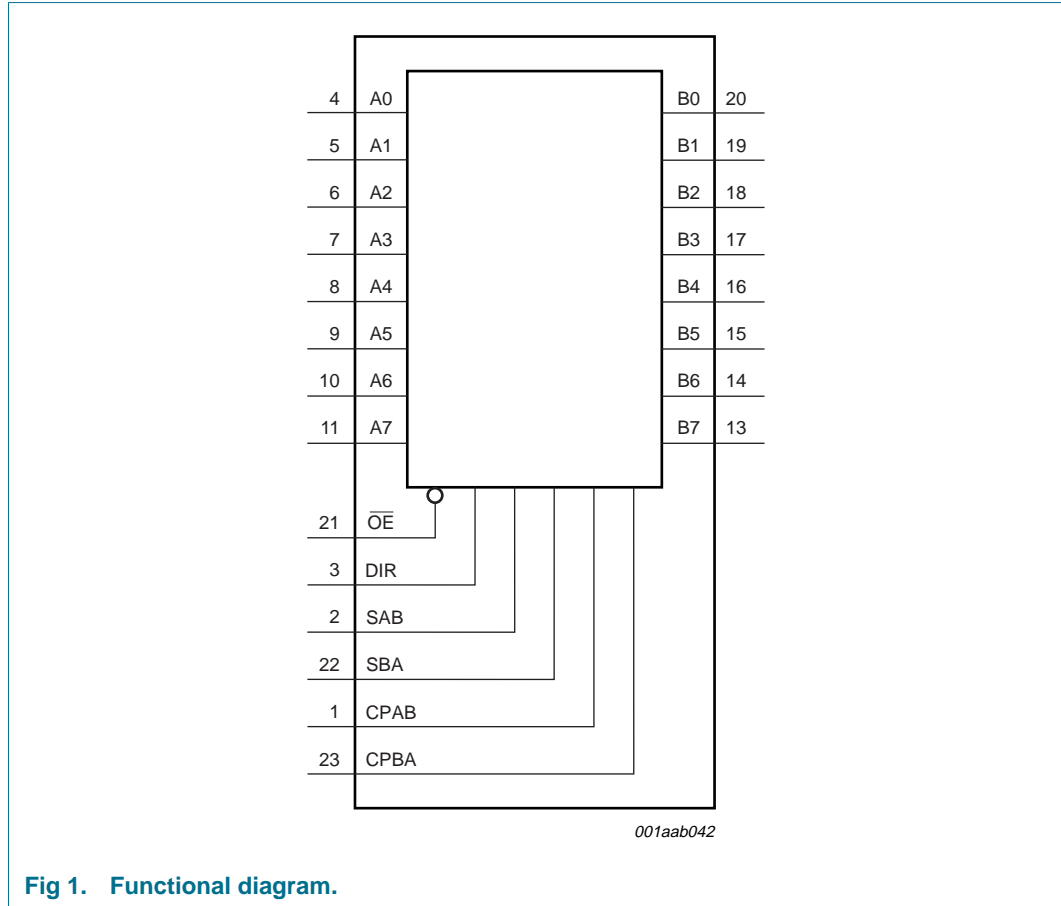 4 A0 B0 20
5 A1 B1 19
6 A2 B2 18
7 A3 B3 17
8 A4 B4 16
9 A5 B5 15
10 A6 B6 14
11 A7 B7 13
21 O̅E̅
3 DIR
2 SAB
22 SBA
1 CPAB
23 CPBA
001aab042
Fig 1. Functional diagram.